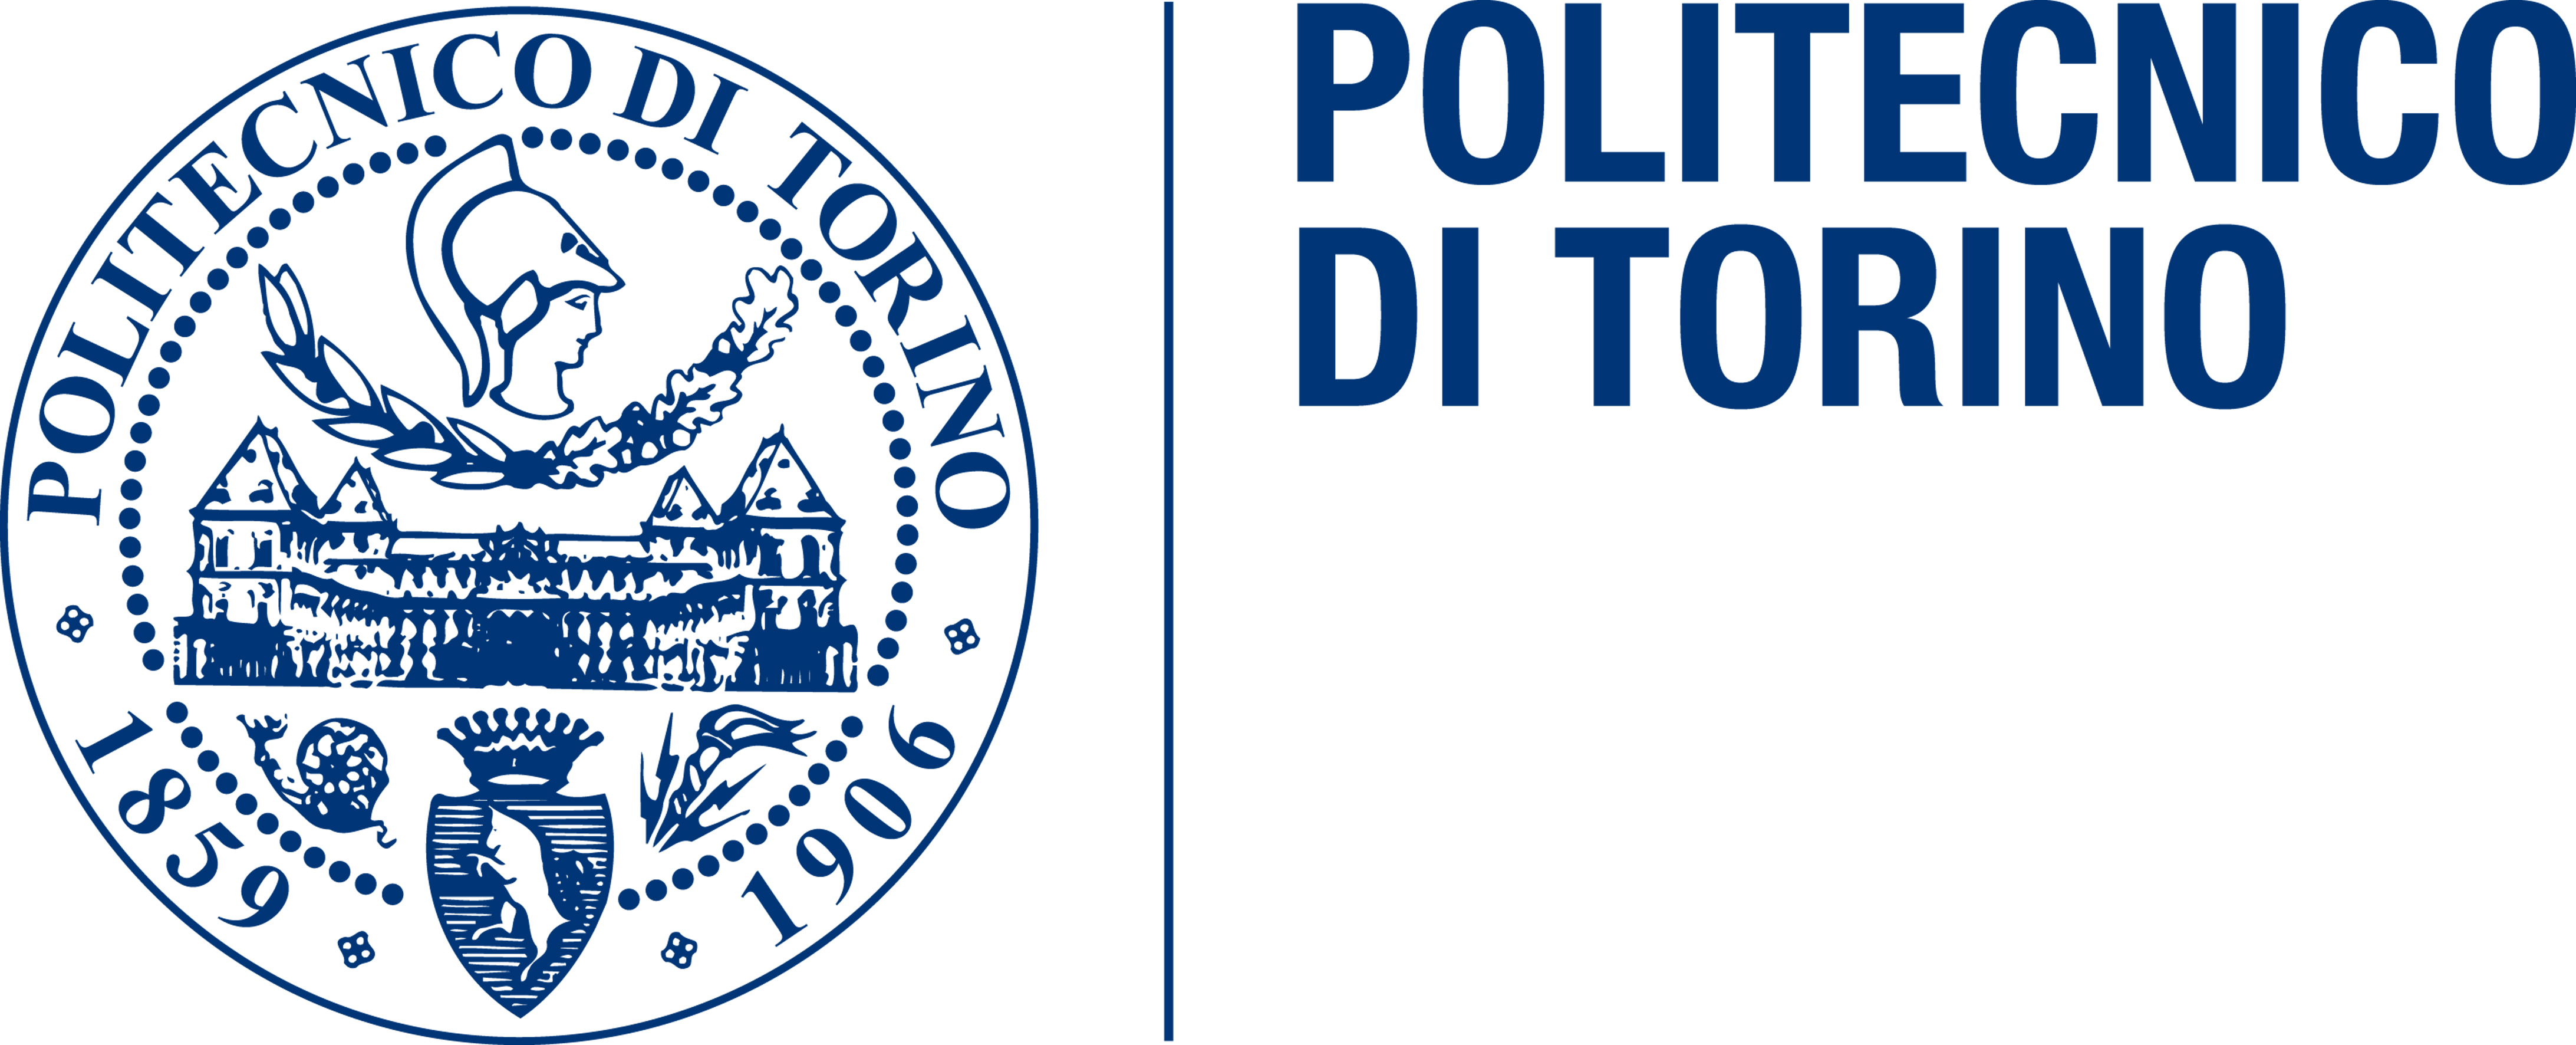 POLITECNICO DI TORINO
1859
1906
POLITECNICO
DI TORINO